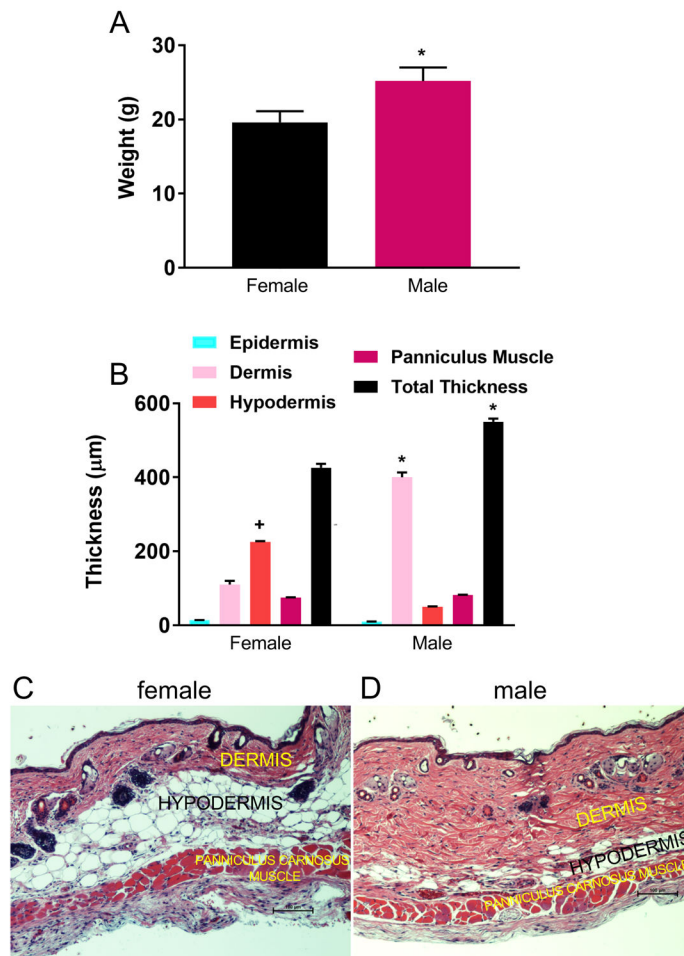 A
30
*
20
10
0
Weight (g)
Female
Male
Epidermis
Dermis
Hypodermis
Panniculus Muscle
Total Thickness
B
600
400
200
0
Thickness (μm)
+
*
*
Female
Male
C
female
D
male
DERMIS
HYPODERMIS
PANNICULUS CARNOSUS
MUSCLE
DERMIS
HYPODERMIS
PANNICULUS CARNOSUS MUSCLE